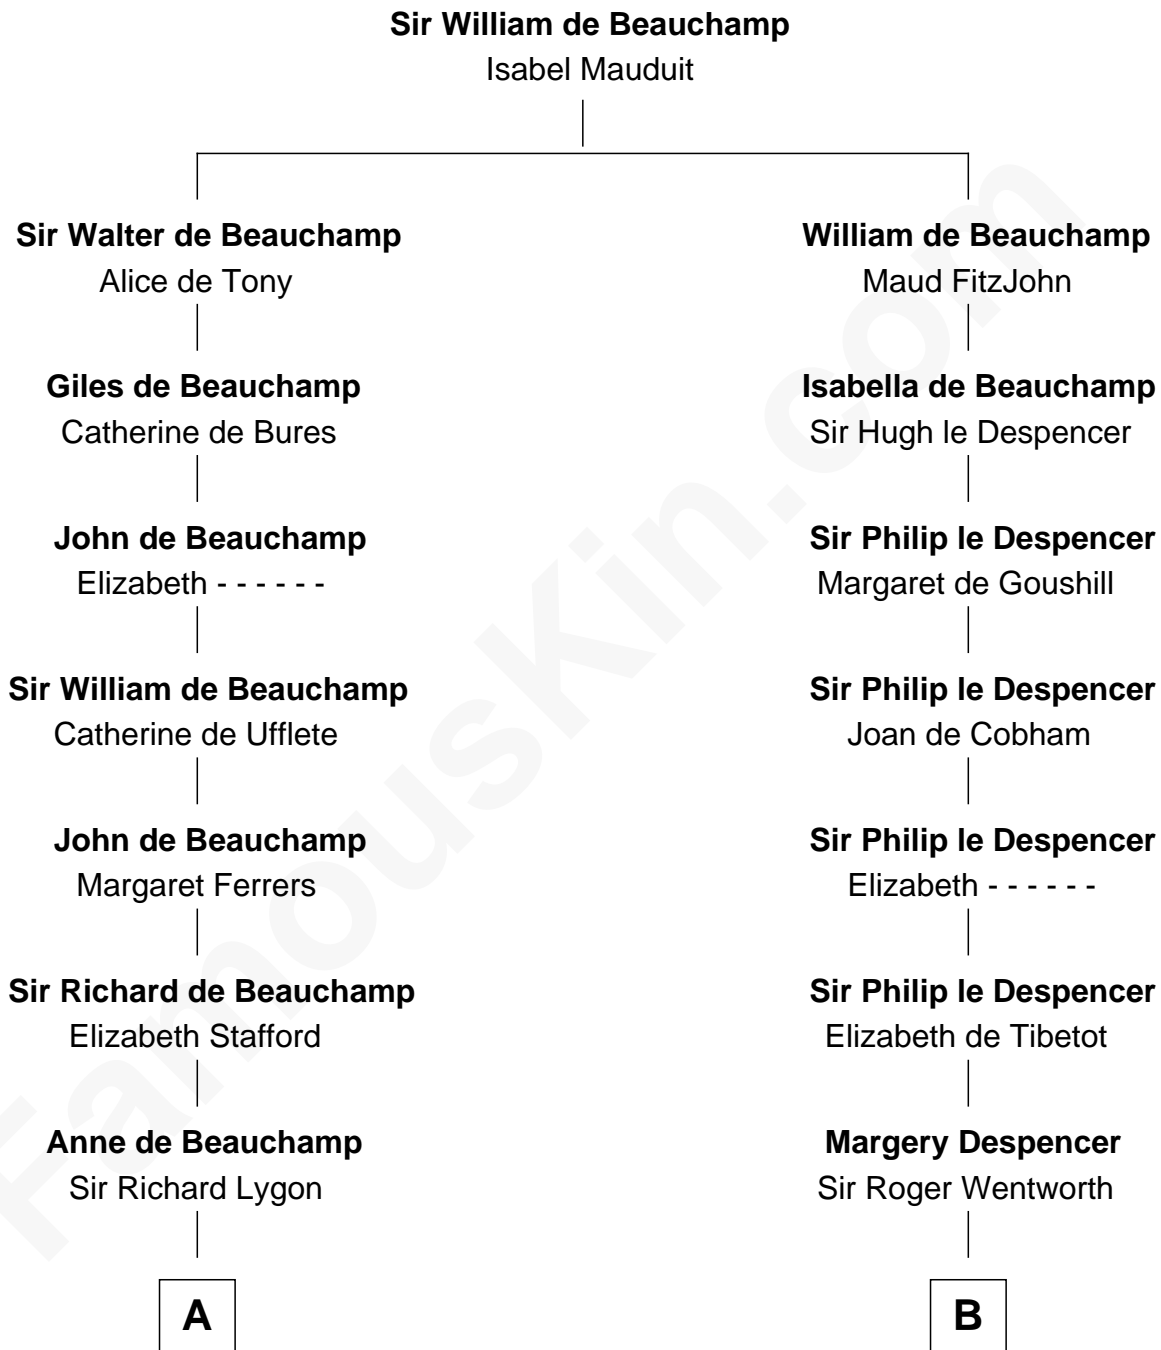 Sir William de Beauchamp
Isabel Mauduit
Sir Walter de Beauchamp
Alice de Tony
William de Beauchamp
Maud FitzJohn
Giles de Beauchamp
Catherine de Bures
Isabella de Beauchamp
Sir Hugh le Despencer
John de Beauchamp
Elizabeth - - - - - -
Sir Philip le Despencer
Margaret de Goushill
Sir William de Beauchamp
Catherine de Ufflete
Sir Philip le Despencer
Joan de Cobham
John de Beauchamp
Margaret Ferrers
Sir Philip le Despencer
Elizabeth - - - - - -
Sir Richard de Beauchamp
Elizabeth Stafford
Sir Philip le Despencer
Elizabeth de Tibetot
Anne de Beauchamp
Sir Richard Lygon
Margery Despencer
Sir Roger Wentworth
A
B
FamousKin.com